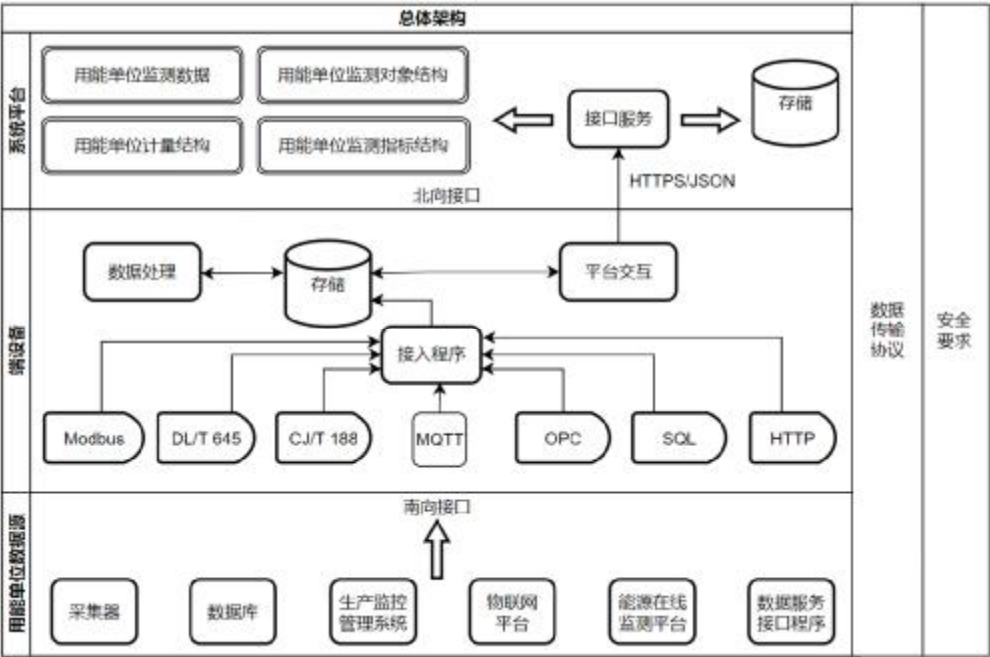 总体架构
系统平台
用能单位监测数据
用能单位监测对象结构
接口服务
存储
用能单位计量结构
用能单位监测指标结构
HTTPS/JSON
北向接口
端设备
数据处理
存储
平台交互
接入程序
Modbus
DL/T 645
CJ/T 188
MQTT
OPC
SQL
HTTP
用能单位数据源
南向接口
采集器
数据库
生产监控
管理系统
物联网
平台
能源在线
监测平台
数据服务
接口程序
数据
传输
协议
安全
要求